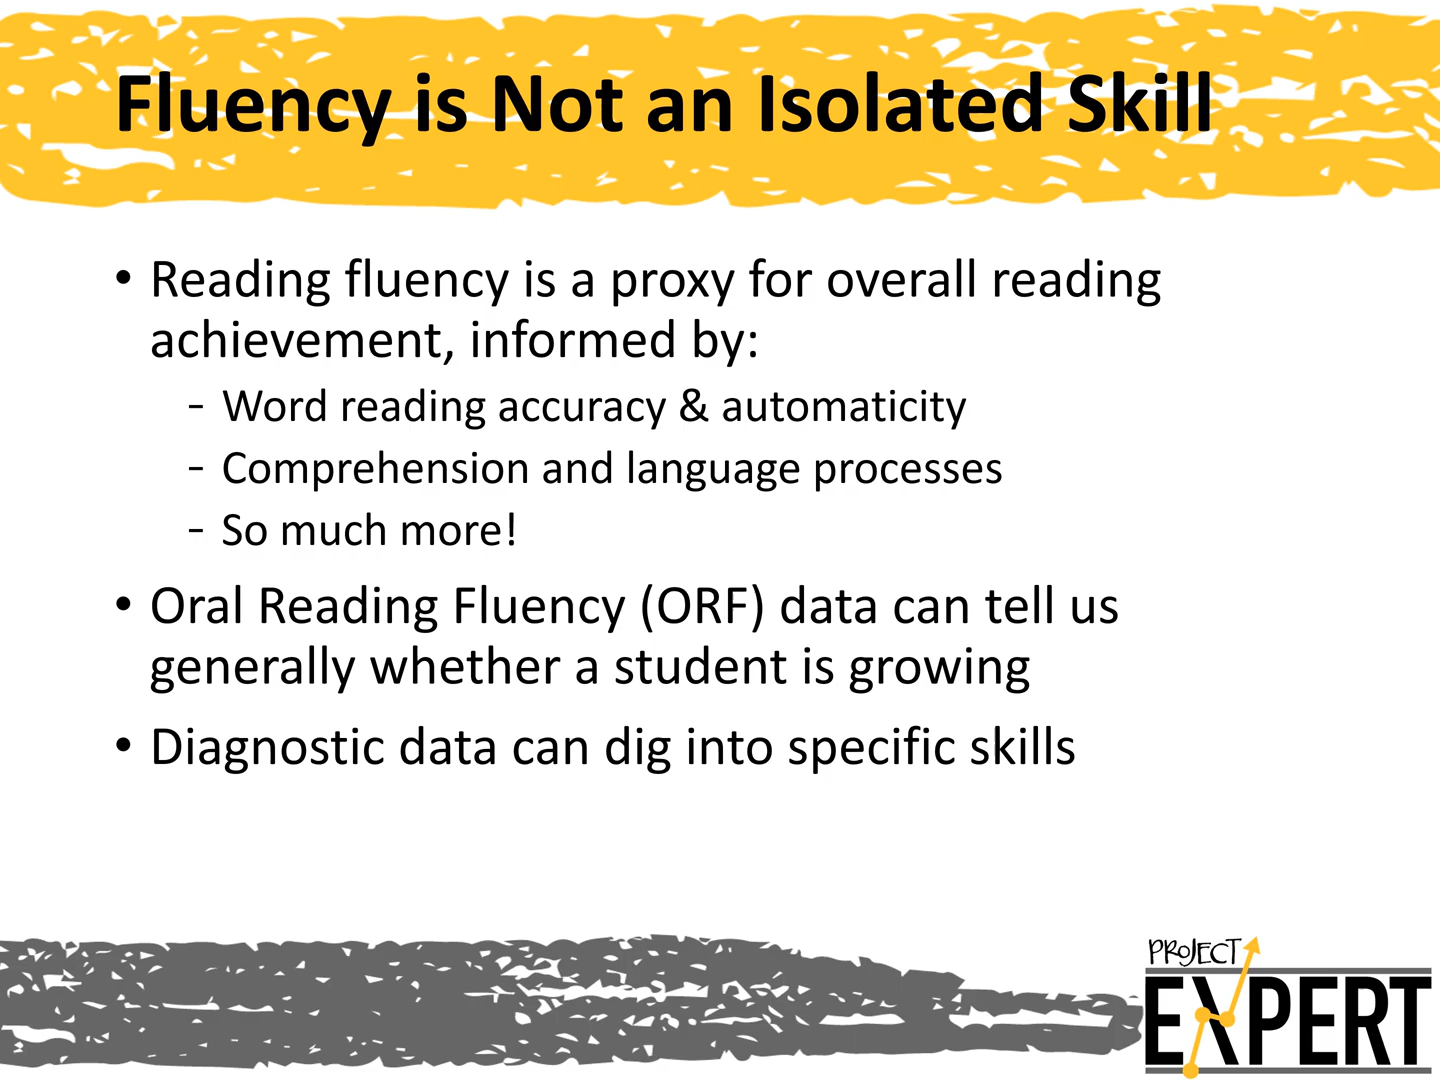 Fluency is Not an Isolated Skill
• Reading fluency is a proxy for overall reading
achievement, informed by:
- Word reading accuracy & automaticity
- Comprehension and language processes
- So much more!
• Oral Reading Fluency (ORF) data can tell us
generally whether a student is growing
• Diagnostic data can dig into specific skills
PROJECT
EXPERT